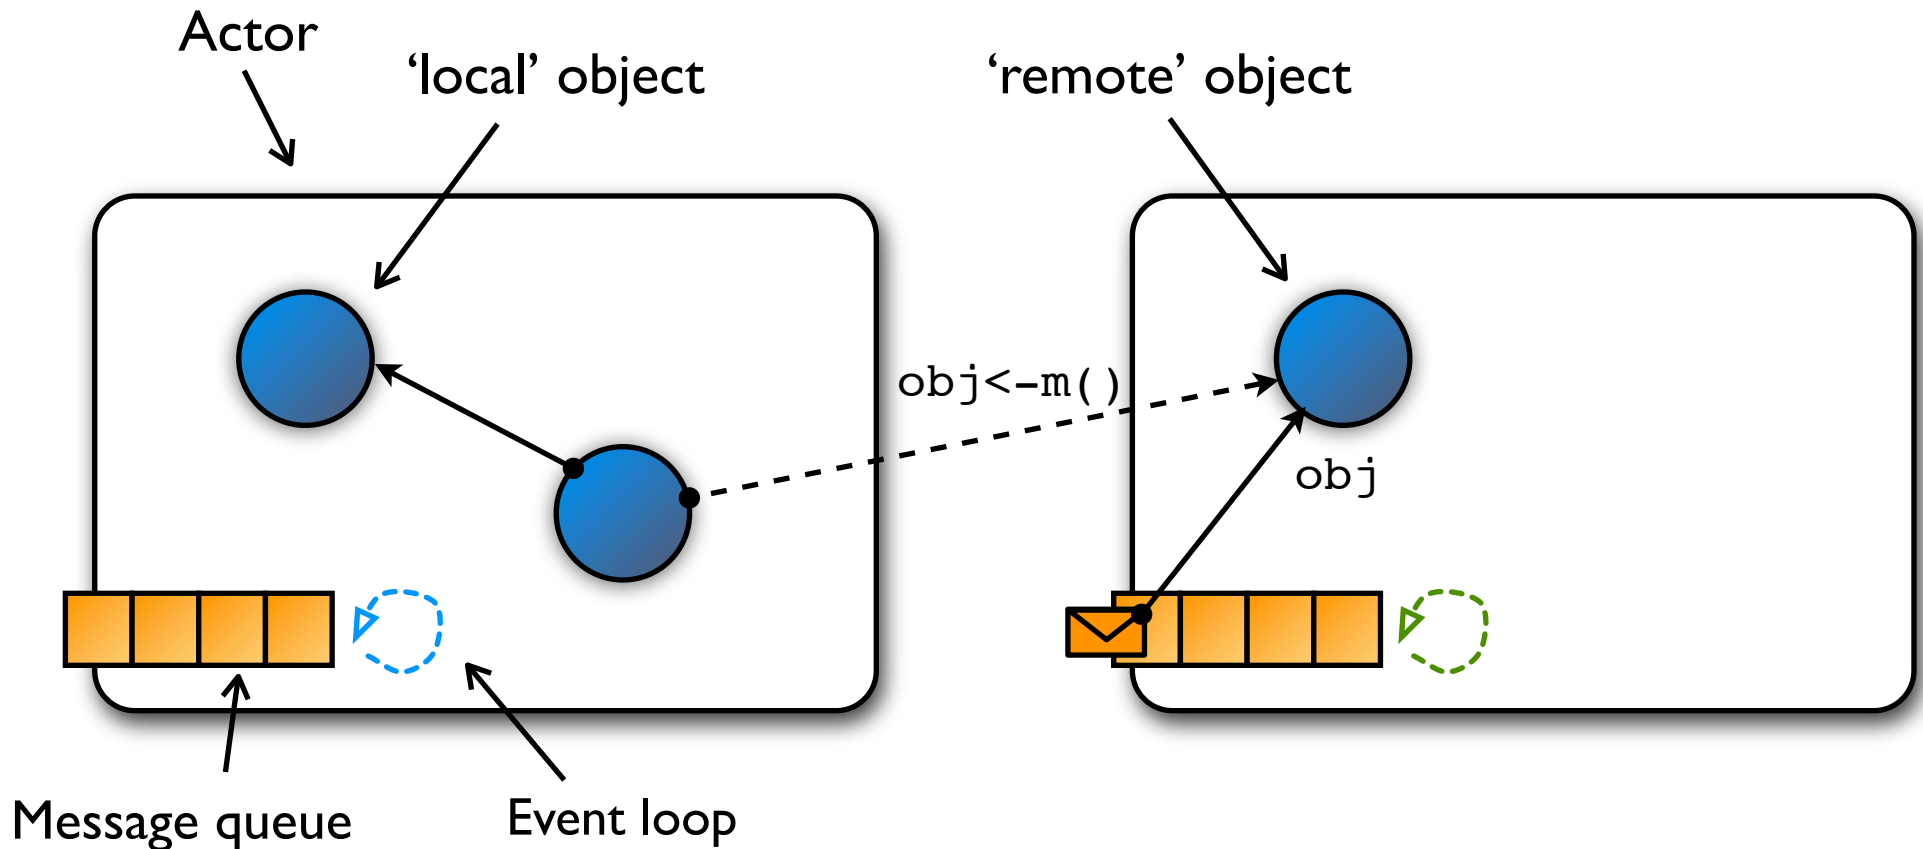 Actor
‘local’ object
‘remote’ object
obj<-m()
obj
Message queue
Event loop